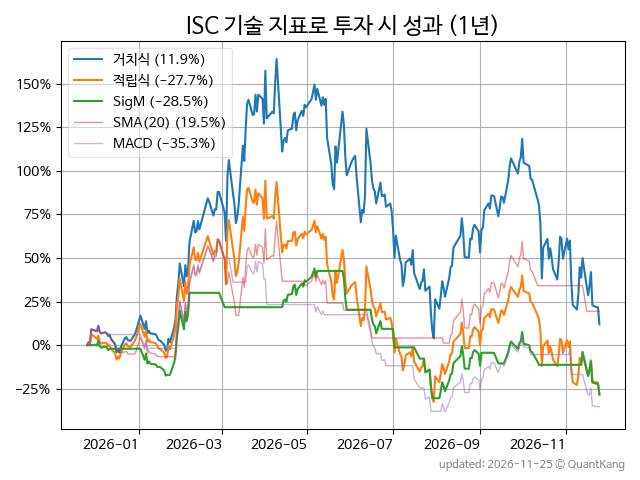 ISC 기술 지표로 투자 시 성과 (1년)
거치식 (11.9%)
적립식 (−27.7%)
SigM (−28.5%)
SMA(20) (19.5%)
MACD (−35.3%)
150%
125%
100%
75%
50%
25%
0%
−25%
2026-01
2026-03
2026-05
2026-07
2026-09
2026-11
updated: 2026-11-25 © QuantKang